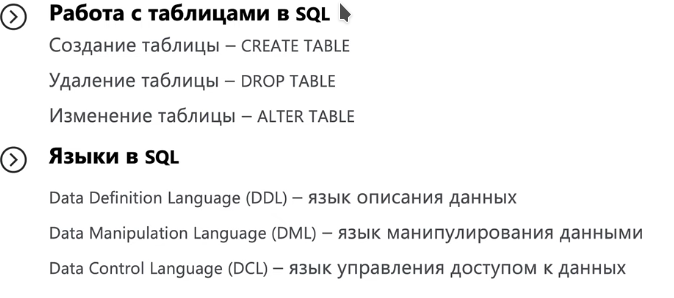 Работа с таблицами в SQL
Создание таблицы – CREATE TABLE
Удаление таблицы – DROP TABLE
Изменение таблицы – ALTER TABLE
Языки в SQL
Data Definition Language (DDL) – язык описания данных
Data Manipulation Language (DML) – язык манипулирования данными
Data Control Language (DCL) – язык управления доступом к данных